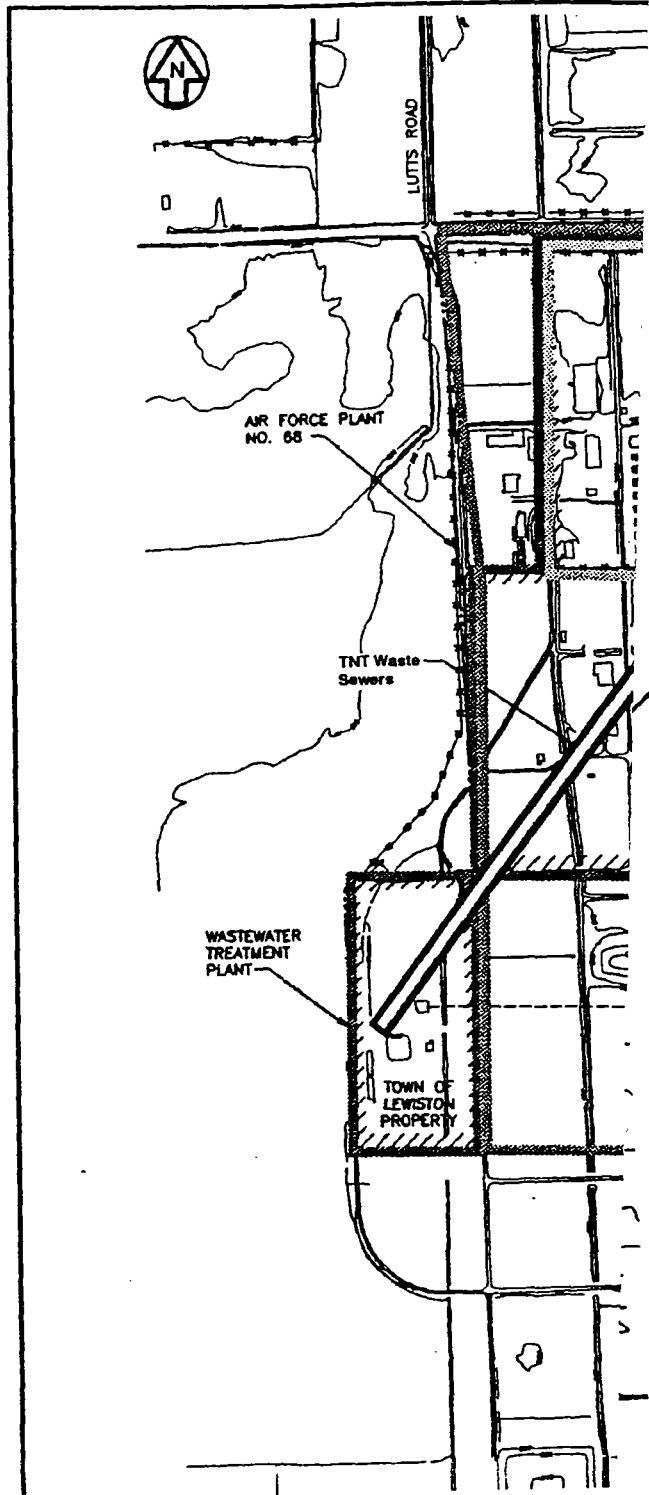 N
LUTTS ROAD
AIR FORCE PLANT
NO. 68
TNT Waste
Sewers
WASTEWATER
TREATMENT
PLANT
TOWN OF
LEWISTON
PROPERTY